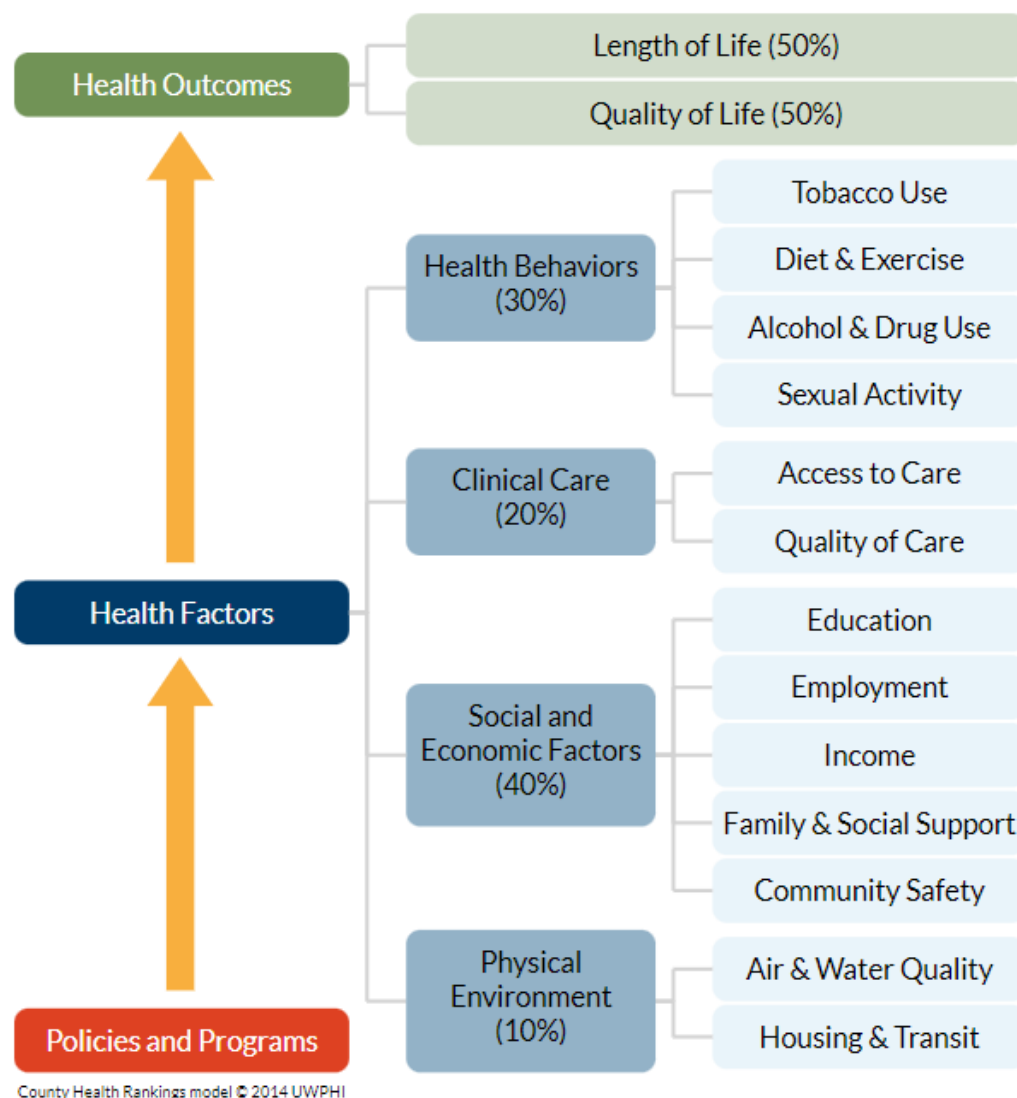 Health Outcomes
Length of Life (50%)
Quality of Life (50%)
Health Factors
Health Behaviors
(30%)
Tobacco Use
Diet & Exercise
Alcohol & Drug Use
Sexual Activity
Clinical Care
(20%)
Access to Care
Quality of Care
Social and
Economic Factors
(40%)
Education
Employment
Income
Family & Social Support
Community Safety
Physical
Environment
(10%)
Air & Water Quality
Housing & Transit
Policies and Programs
County Health Rankings model © 2014 UWPHI